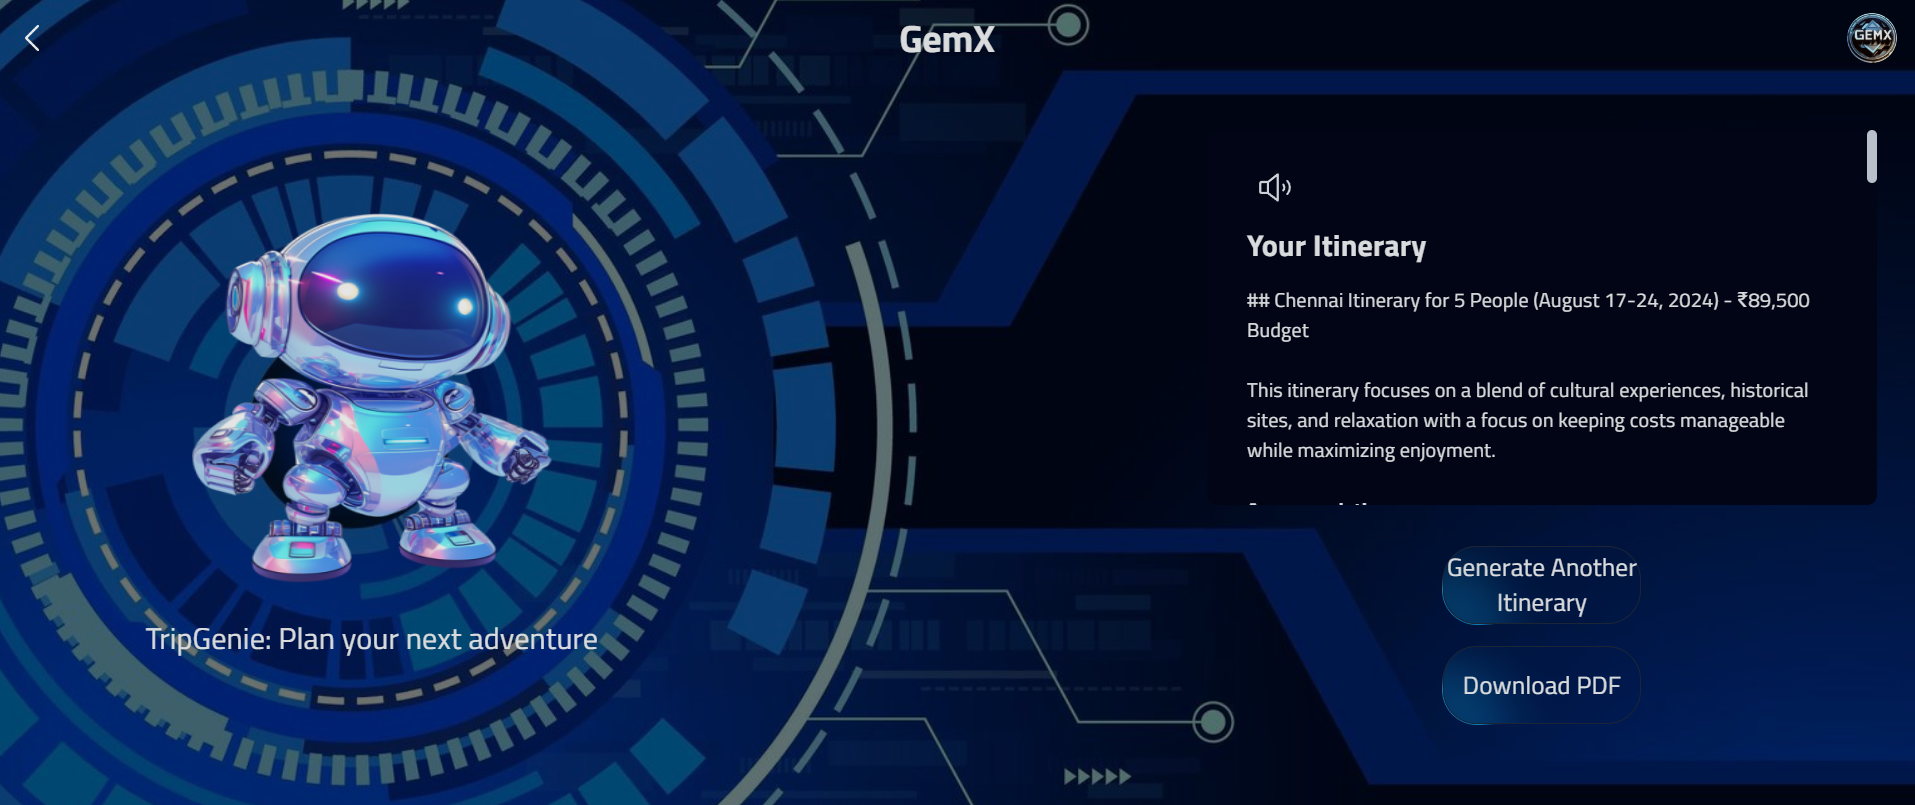 GemX
GEMX
Your Itinerary
## Chennai Itinerary for 5 People (August 17-24, 2024) - ₹89,500
Budget
This itinerary focuses on a blend of cultural experiences, historical
sites, and relaxation with a focus on keeping costs manageable
while maximizing enjoyment.
Generate Another
Itinerary
TripGenie: Plan your next adventure
Download PDF